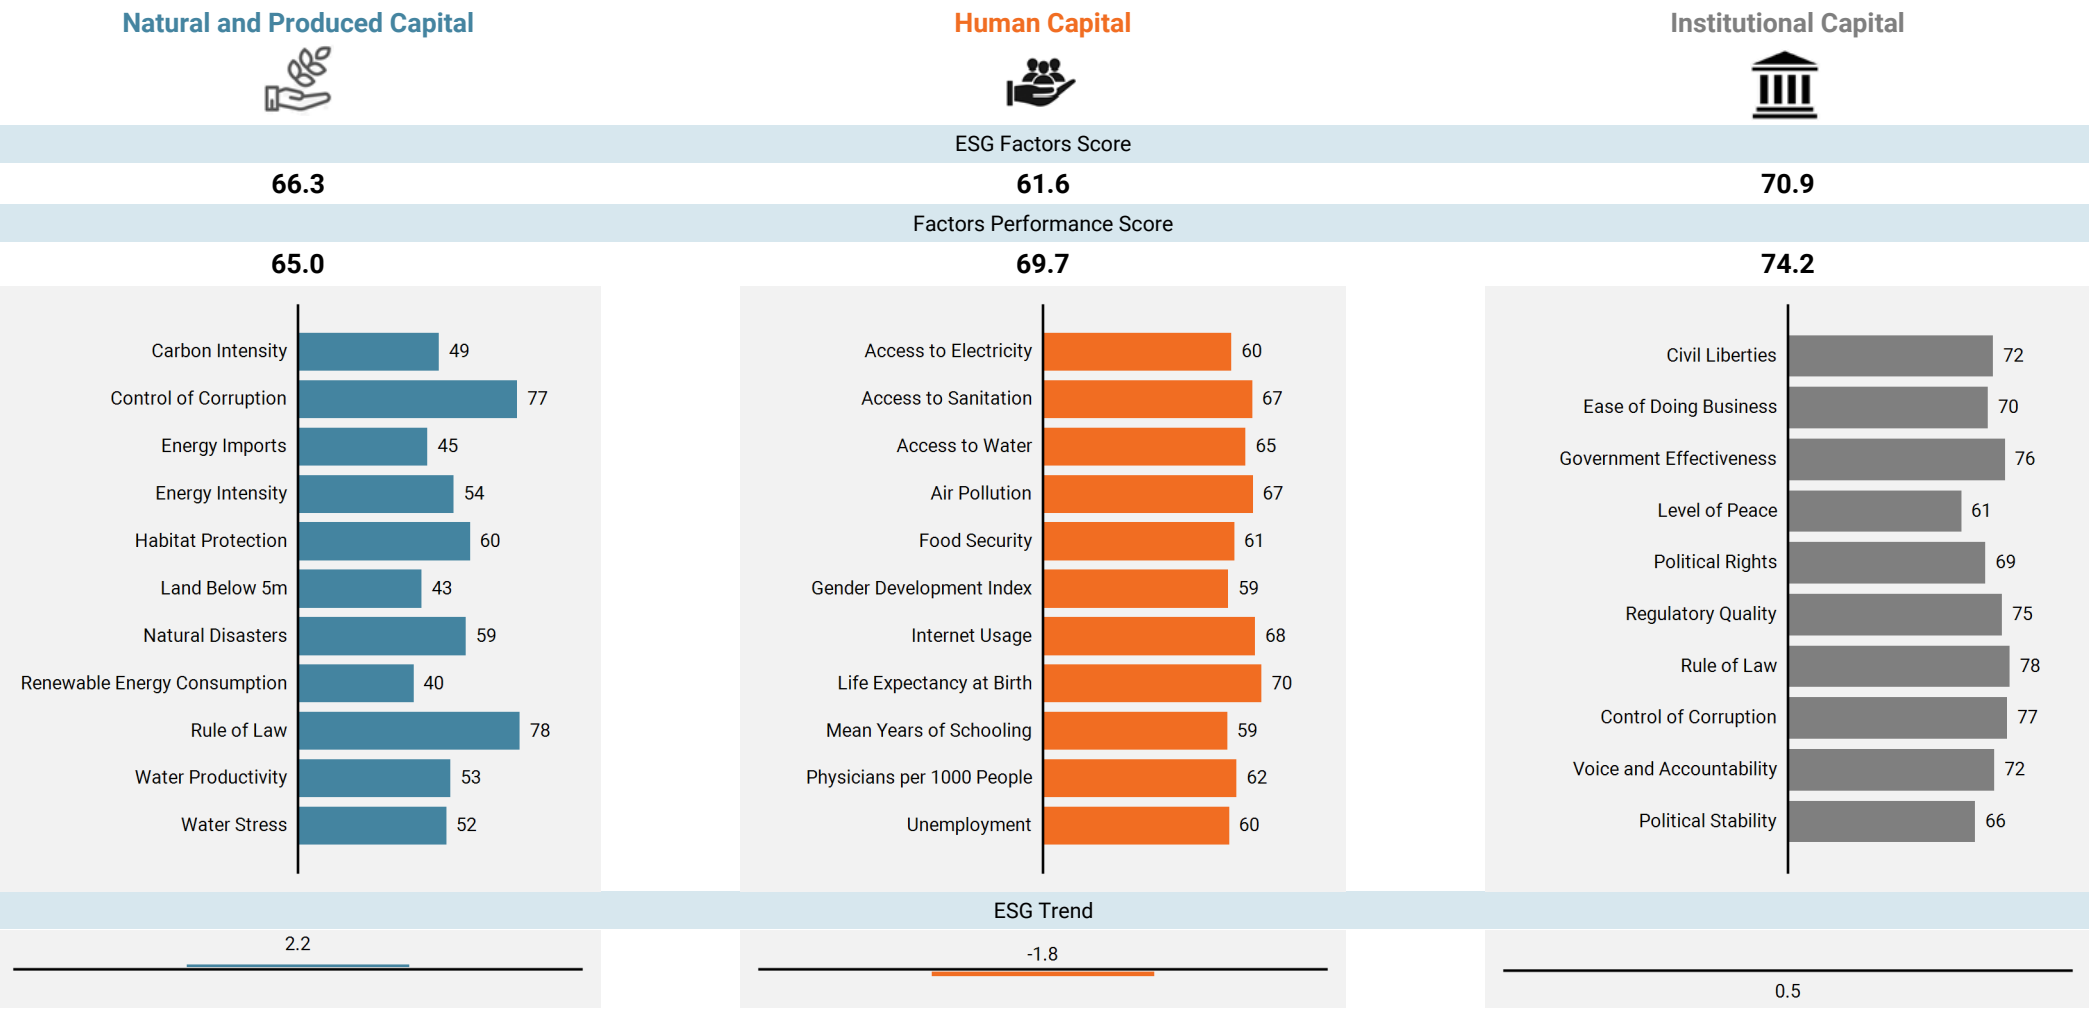 Natural and Produced Capital
Human Capital
Institutional Capital
ESG Factors Score
66.3
61.6
70.9
Factors Performance Score
65.0
69.7
74.2
Carbon Intensity 49
Control of Corruption 77
Energy Imports 45
Energy Intensity 54
Habitat Protection 60
Land Below 5m 43
Natural Disasters 59
Renewable Energy Consumption 40
Rule of Law 78
Water Productivity 53
Water Stress 52
Access to Electricity 60
Access to Sanitation 67
Access to Water 65
Air Pollution 67
Food Security 61
Gender Development Index 59
Internet Usage 68
Life Expectancy at Birth 70
Mean Years of Schooling 59
Physicians per 1000 People 62
Unemployment 60
Civil Liberties 72
Ease of Doing Business 70
Government Effectiveness 76
Level of Peace 61
Political Rights 69
Regulatory Quality 75
Rule of Law 78
Control of Corruption 77
Voice and Accountability 72
Political Stability 66
ESG Trend
2.2
-1.8
0.5